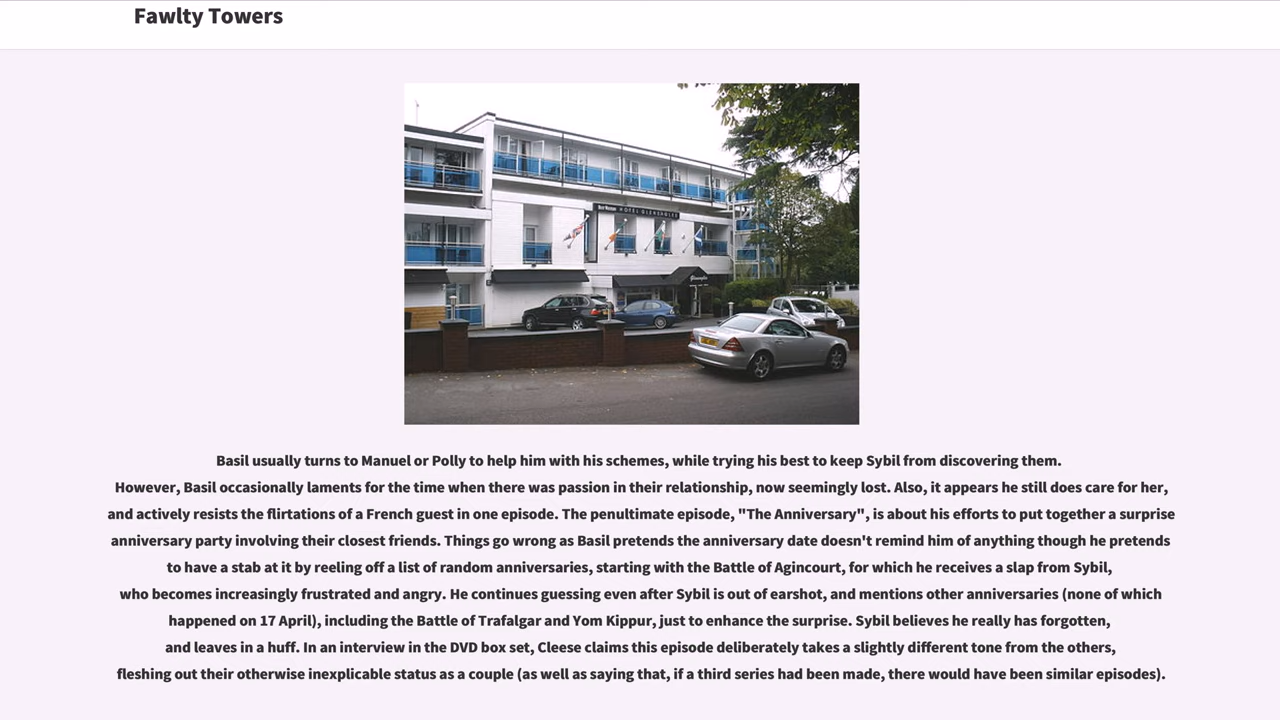 Fawlty Towers
Best Western HOTEL GLENEAGLES
Gleneagles
Basil usually turns to Manuel or Polly to help him with his schemes, while trying his best to keep Sybil from discovering them.
However, Basil occasionally laments for the time when there was passion in their relationship, now seemingly lost. Also, it appears he still does care for her,
and actively resists the flirtations of a French guest in one episode. The penultimate episode, "The Anniversary", is about his efforts to put together a surprise
anniversary party involving their closest friends. Things go wrong as Basil pretends the anniversary date doesn't remind him of anything though he pretends
to have a stab at it by reeling off a list of random anniversaries, starting with the Battle of Agincourt, for which he receives a slap from Sybil,
who becomes increasingly frustrated and angry. He continues guessing even after Sybil is out of earshot, and mentions other anniversaries (none of which
happened on 17 April), including the Battle of Trafalgar and Yom Kippur, just to enhance the surprise. Sybil believes he really has forgotten,
and leaves in a huff. In an interview in the DVD box set, Cleese claims this episode deliberately takes a slightly different tone from the others,
fleshing out their otherwise inexplicable status as a couple (as well as saying that, if a third series had been made, there would have been similar episodes).